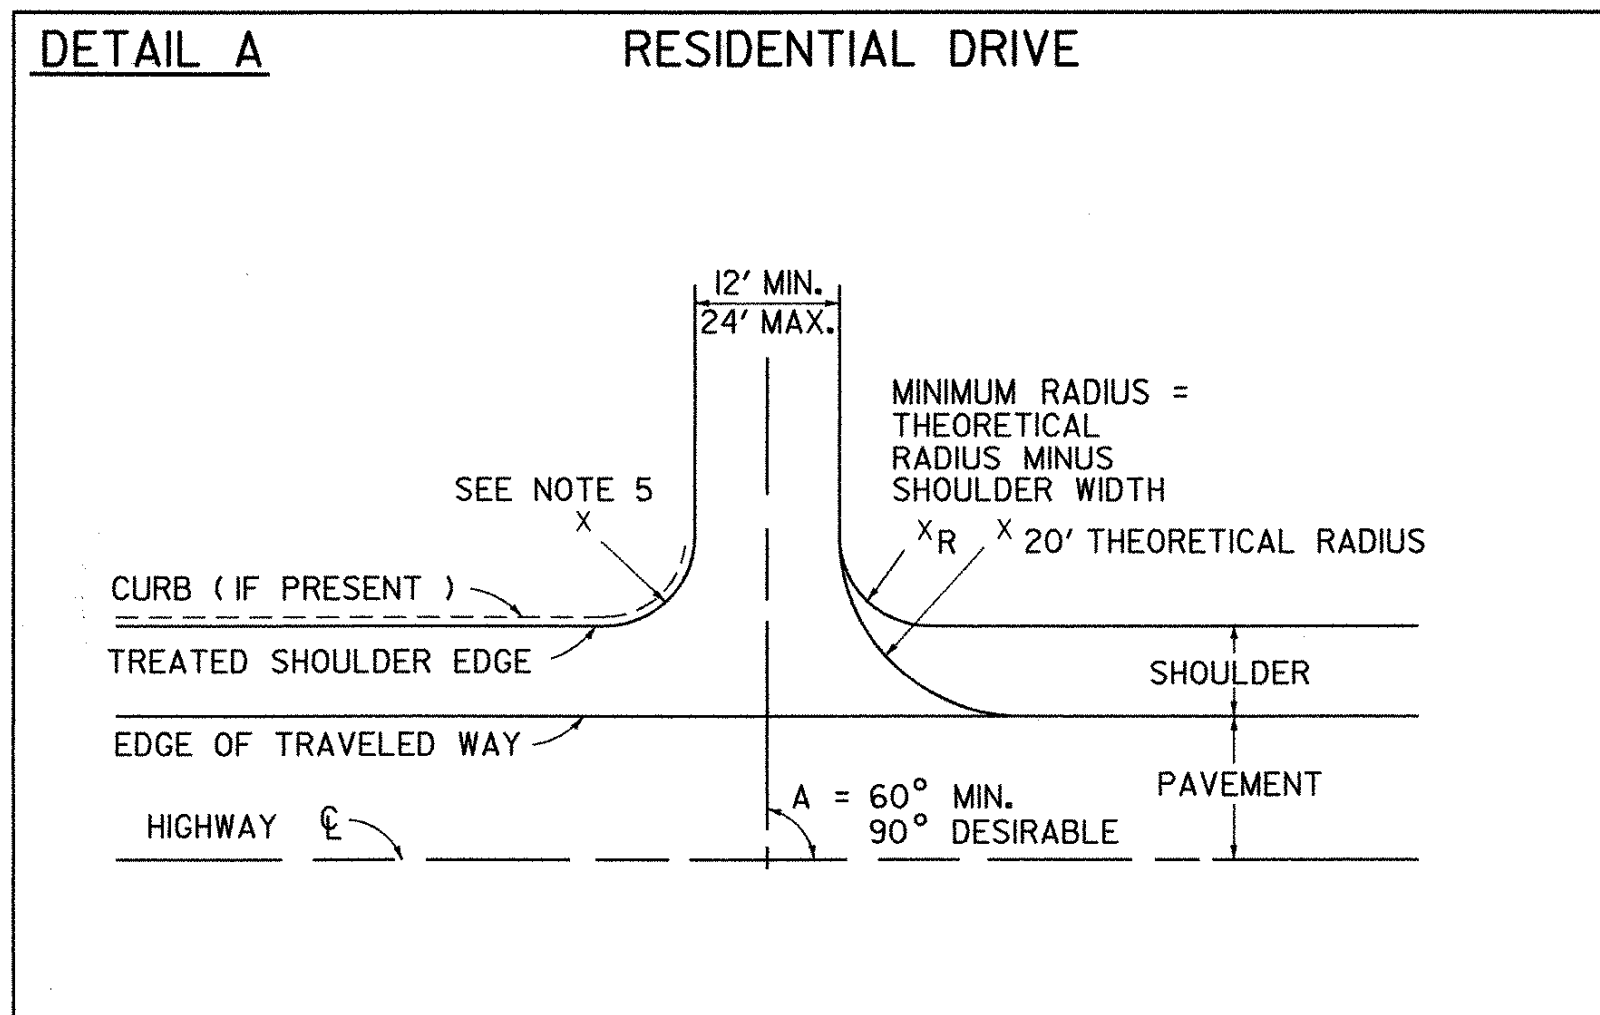 DETAIL A
RESIDENTIAL DRIVE
12' MIN.
24' MAX.
MINIMUM RADIUS =
THEORETICAL
RADIUS MINUS
SHOULDER WIDTH
SEE NOTE 5
X
X R
X 20' THEORETICAL RADIUS
CURB ( IF PRESENT )
TREATED SHOULDER EDGE
SHOULDER
EDGE OF TRAVELED WAY
PAVEMENT
A = 60° MIN.
90° DESIRABLE
HIGHWAY ℄